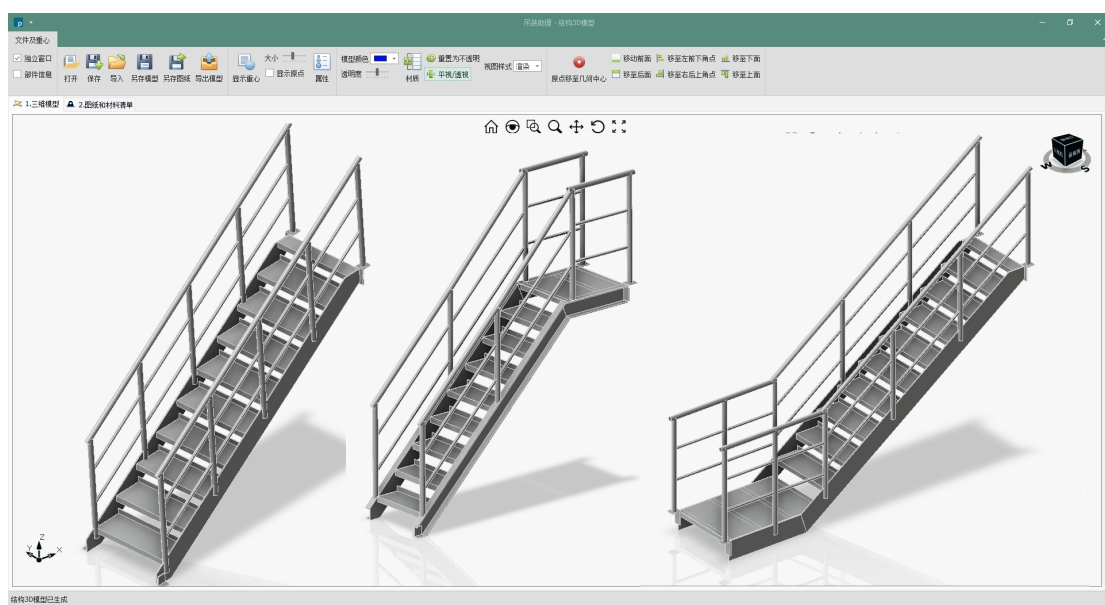 吊装助理 - 结构3D模型
文件及重心
独立窗口
部件信息
打开 保存 导入 另存模型 另存图纸 导出模型
显示重心
大小
显示原点
属性
模型颜色
透明度
材质
重置为不透明
平视/透视
视图样式 渲染
原点移至几何中心
移动前面 移至左前下角点 移至下面
移至后面 移至右后上角点 移至上面
1.三维模型 2.图纸和材料清单
W S
Z
Y X
结构3D模型已生成